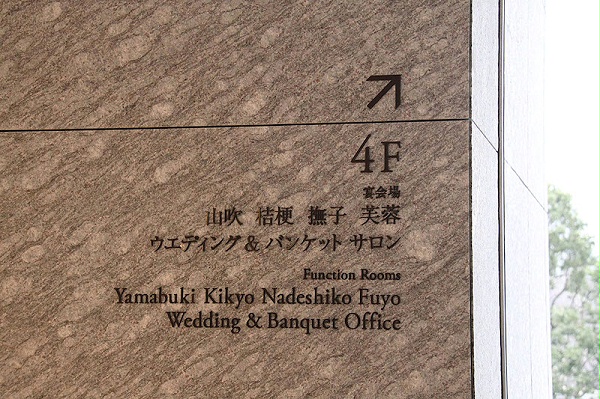 4F
宴会場
山吹 桔梗 撫子 芙蓉
ウエディング & バンケット サロン
Function Rooms
Yamabuki Kikyo Nadeshiko Fuyo
Wedding & Banquet Office